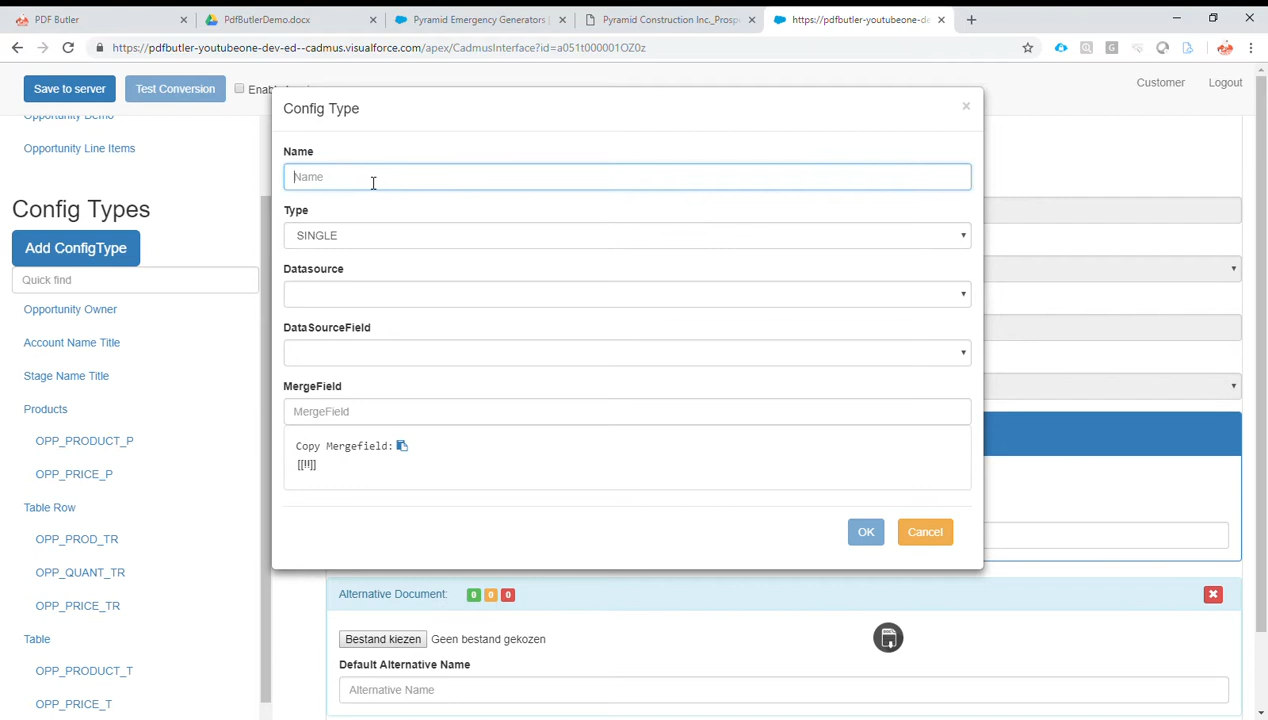 PDF Butler
PdfButlerDemo.docx
Pyramid Emergency Generators |
Pyramid Construction Inc._Prosp
https://pdfbutler-youtubeone-de
https://pdfbutler-youtubeone-dev-ed--cadmus.visualforce.com/apex/CadmusInterface?id=a051t000001OZ0z
Save to server
Test Conversion
Customer
Logout
Opportunity Demo
Opportunity Line Items
Config Types
Add ConfigType
Quick find
Opportunity Owner
Account Name Title
Stage Name Title
Products
OPP_PRODUCT_P
OPP_PRICE_P
Table Row
OPP_PROD_TR
OPP_QUANT_TR
OPP_PRICE_TR
Table
OPP_PRODUCT_T
OPP_PRICE_T
Config Type
×
Name
Name
Type
SINGLE
Datasource
DataSourceField
MergeField
MergeField
Copy Mergefield:
[[!!]]
OK
Cancel
Alternative Document:
0 0 0
Bestand kiezen Geen bestand gekozen
Default Alternative Name
Alternative Name